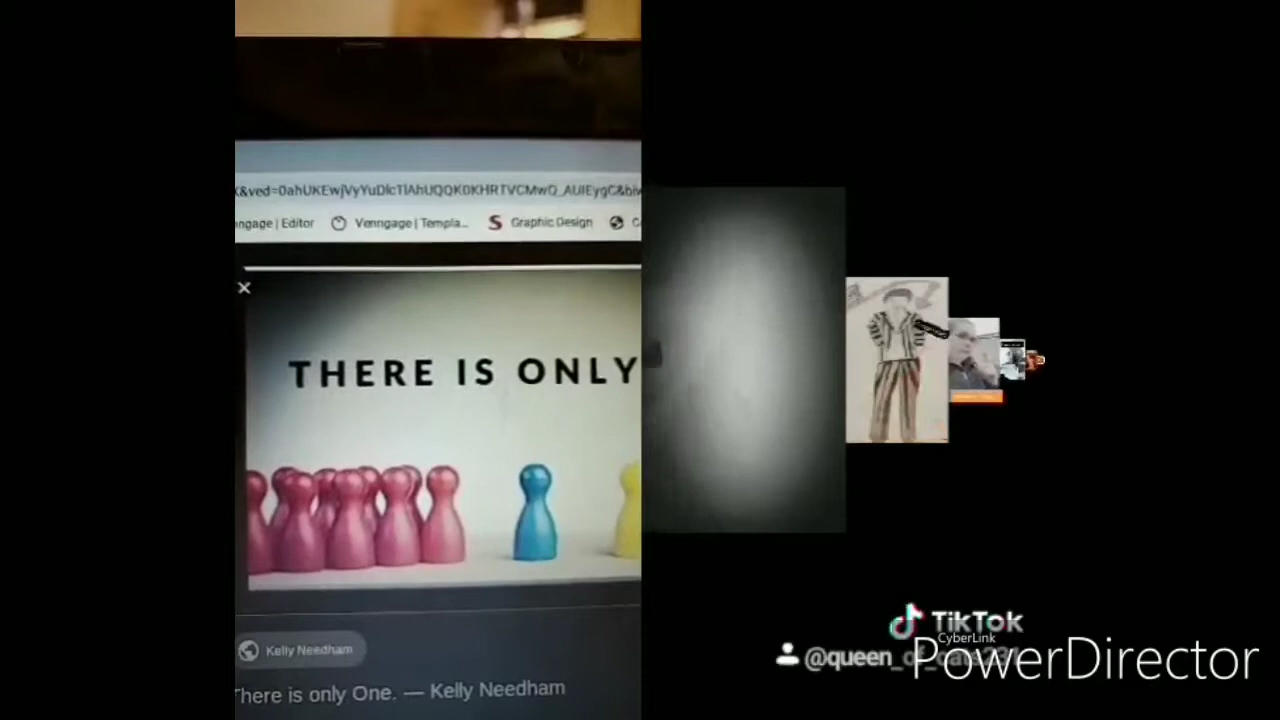 &ved=0ahUKEwjVyYuDlcTlAhUQQK0KHRTVCMwQ_AUIEygC&biw
ngage | Editor
Venngage | Templa...
Graphic Design
THERE IS ONLY
Kelly Needham
There is only One. — Kelly Needham
TikTok
CyberLink
PowerDirector